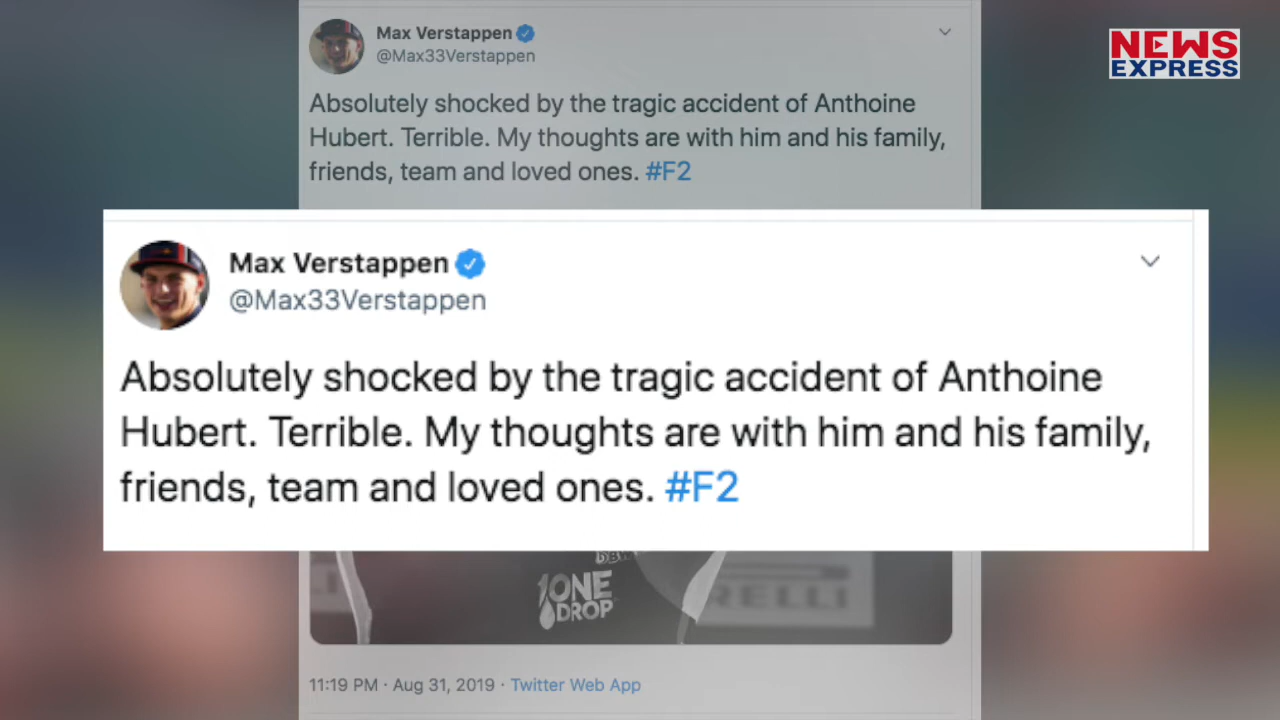 Max Verstappen
@Max33Verstappen
Absolutely shocked by the tragic accident of Anthoine
Hubert. Terrible. My thoughts are with him and his family,
friends, team and loved ones. #F2
NEWS
EXPRESS
Max Verstappen
@Max33Verstappen
Absolutely shocked by the tragic accident of Anthoine
Hubert. Terrible. My thoughts are with him and his family,
friends, team and loved ones. #F2
ONE
DROP
11:19 PM · Aug 31, 2019 · Twitter Web App